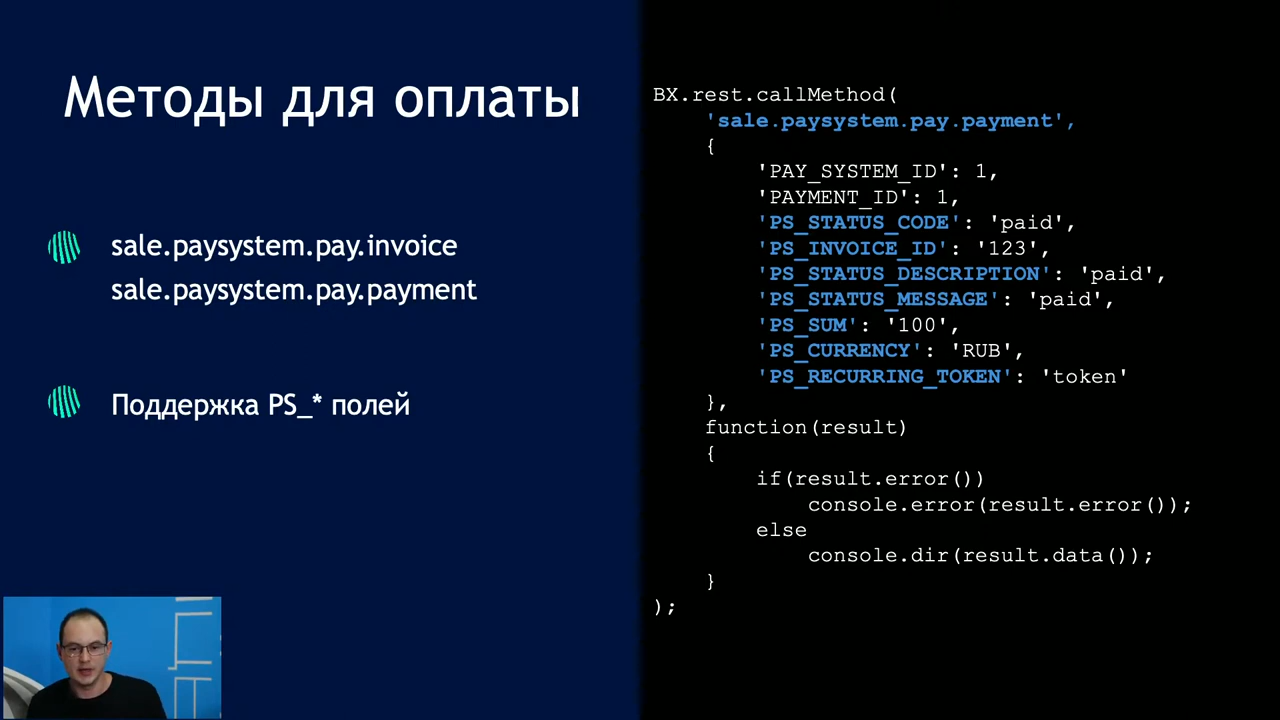 Методы для оплаты
sale.paysystem.pay.invoice
sale.paysystem.pay.payment
Поддержка PS_* полей
BX.rest.callMethod(
'sale.paysystem.pay.payment',
{
'PAY_SYSTEM_ID': 1,
'PAYMENT_ID': 1,
'PS_STATUS_CODE': 'paid',
'PS_INVOICE_ID': '123',
'PS_STATUS_DESCRIPTION': 'paid',
'PS_STATUS_MESSAGE': 'paid',
'PS_SUM': '100',
'PS_CURRENCY': 'RUB',
'PS_RECURRING_TOKEN': 'token'
},
function(result)
{
if(result.error())
console.error(result.error());
else
console.dir(result.data());
}
);